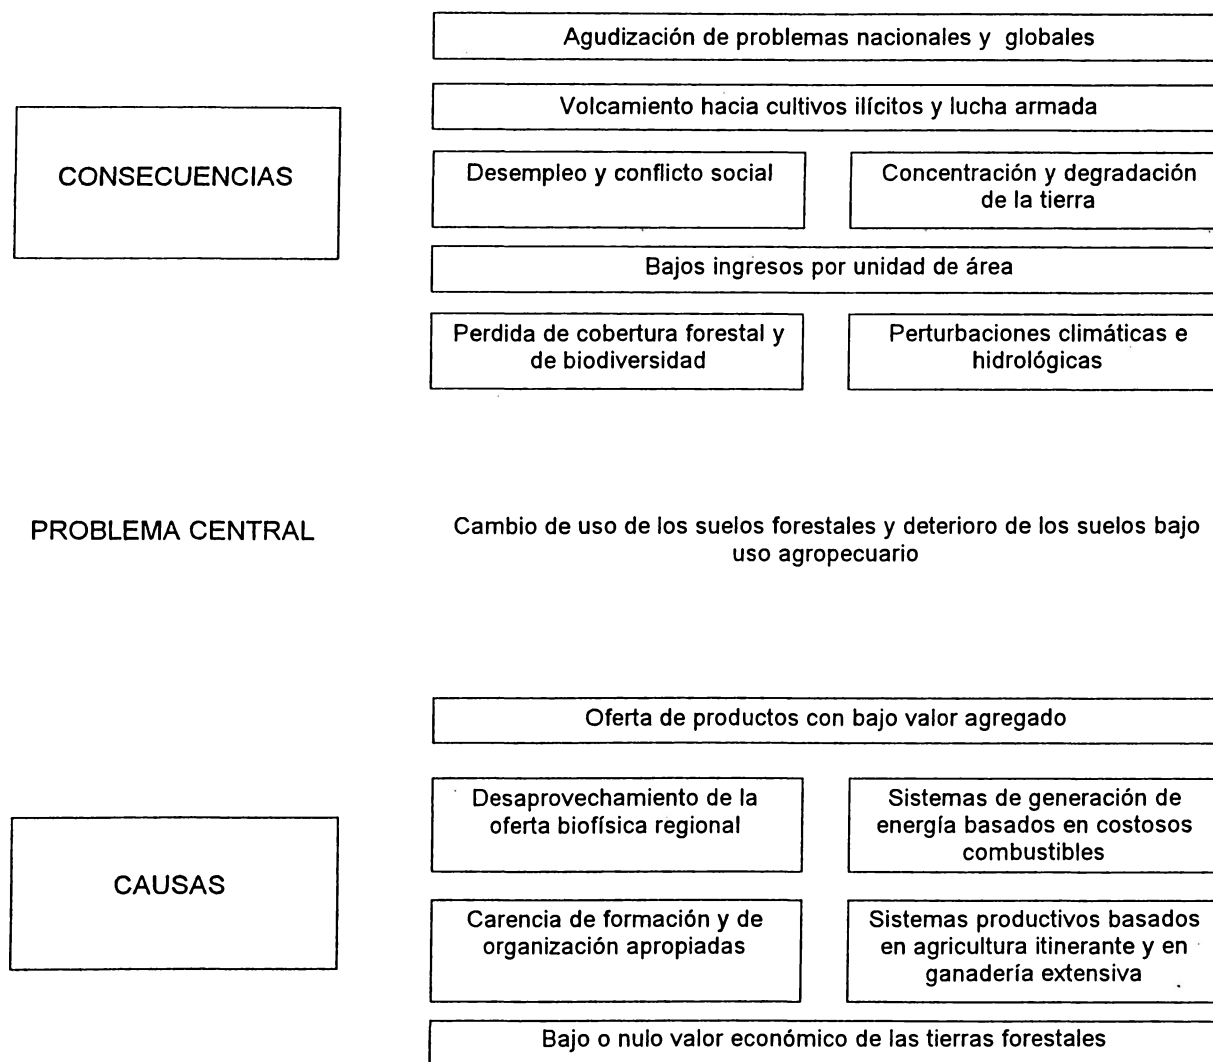 Agudización de problemas nacionales y globales
Volcamiento hacia cultivos ilícitos y lucha armada
CONSECUENCIAS
Desempleo y conflicto social
Concentración y degradación
de la tierra
Bajos ingresos por unidad de área
Perdida de cobertura forestal y
de biodiversidad
Perturbaciones climáticas e
hidrológicas
PROBLEMA CENTRAL
Cambio de uso de los suelos forestales y deterioro de los suelos bajo
uso agropecuario
Oferta de productos con bajo valor agregado
Desaprovechamiento de la
oferta biofísica regional
Sistemas de generación de
energía basados en costosos
combustibles
CAUSAS
Carencia de formación y de
organización apropiadas
Sistemas productivos basados
en agricultura itinerante y en
ganadería extensiva
Bajo o nulo valor económico de las tierras forestales